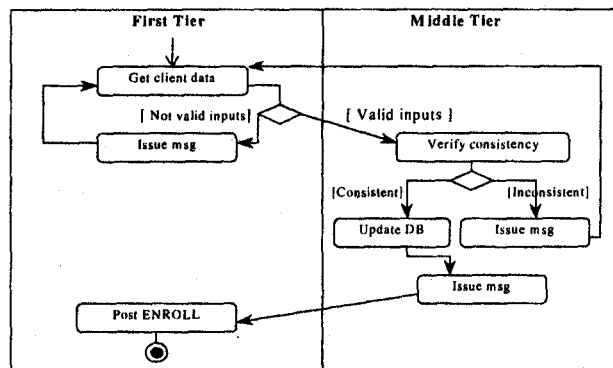 First Tier
Middle Tier
Get client data
[ Not valid inputs]
[ Valid inputs ]
Issue msg
Verify consistency
[Consistent]
[Inconsistent]
Update DB
Issue msg
Issue msg
Post ENROLL